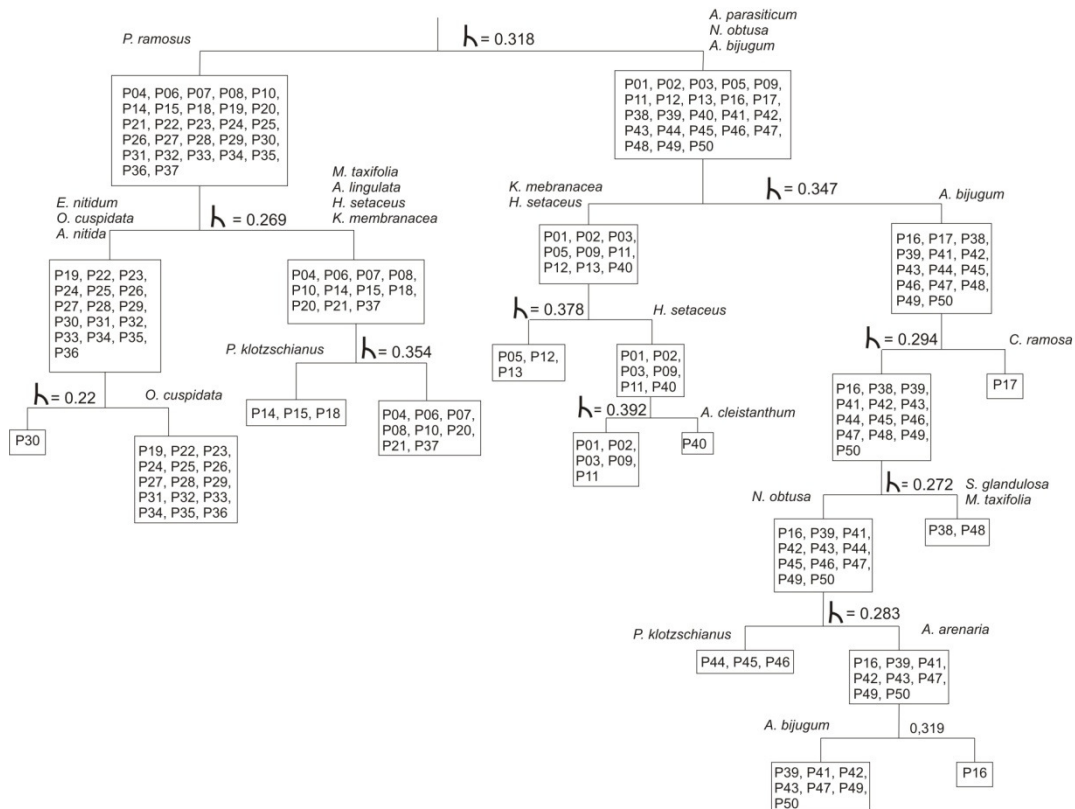 A. parasiticum
P. ramosus
= 0.318
N. obtusa
A. bijugum
P04, P06, P07, P08, P10,
P14, P15, P18, P19, P20,
P21, P22, P23, P24, P25,
P26, P27, P28, P29, P30,
P31, P32, P33, P34, P35,
P36, P37
P01, P02, P03, P05, P09,
P11, P12, P13, P16, P17,
P38, P39, P40, P41, P42,
P43, P44, P45, P46, P47,
P48, P49, P50
E. nitidum
O. cuspidata
A. nitida
= 0.269
M. taxifolia
A. lingulata
H. setaceus
K. membranacea
K. mebranacea
H. setaceus
= 0.347
A. bijugum
P19, P22, P23,
P24, P25, P26,
P27, P28, P29,
P30, P31, P32,
P33, P34, P35,
P36
P04, P06, P07, P08,
P10, P14, P15, P18,
P20, P21, P37
P01, P02, P03,
P05, P09, P11,
P12, P13, P40
P16, P17, P38,
P39, P41, P42,
P43, P44, P45,
P46, P47, P48,
P49, P50
= 0.22
O. cuspidata
P. klotzschianus
= 0.354
= 0.378
H. setaceus
= 0.294
C. ramosa
P30
P19, P22, P23,
P24, P25, P26,
P27, P28, P29,
P31, P32, P33,
P34, P35, P36
P14, P15, P18
P04, P06, P07,
P08, P10, P20,
P21, P37
P05, P12,
P13
P01, P02,
P03, P09,
P11, P40
P16, P38, P39,
P41, P42, P43,
P44, P45, P46,
P47, P48, P49,
P50
P17
= 0.392
A. cleistanthum
P01, P02,
P03, P09,
P11
P40
N. obtusa
= 0.272
S. glandulosa
M. taxifolia
P16, P39, P41,
P42, P43, P44,
P45, P46, P47,
P49, P50
P38, P48
P. klotzschianus
= 0.283
A. arenaria
P44, P45, P46
P16, P39, P41,
P42, P43, P47,
P49, P50
A. bijugum
0,319
P39, P41, P42,
P43, P47, P49,
P50
P16